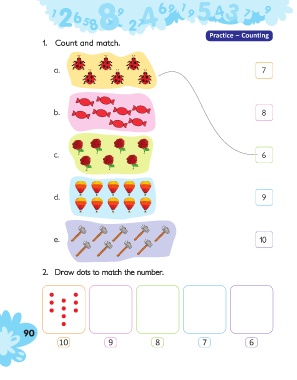 Practice – Counting
1. Count and match.
a. 7
b. 8
c. 6
d. 9
e. 10
2. Draw dots to match the number.
10 9 8 7 6
90